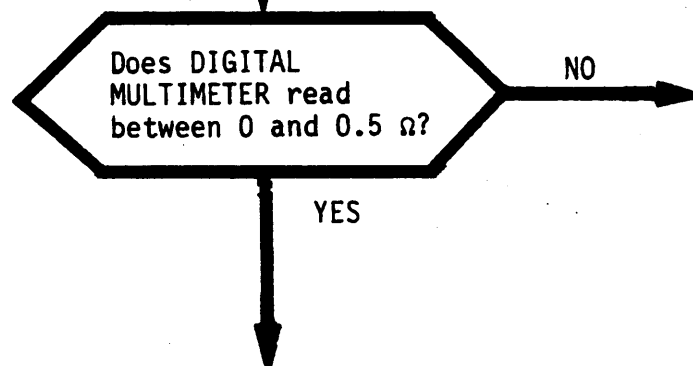 Does DIGITAL
MULTIMETER read
between 0 and 0.5 Ω?
NO
YES